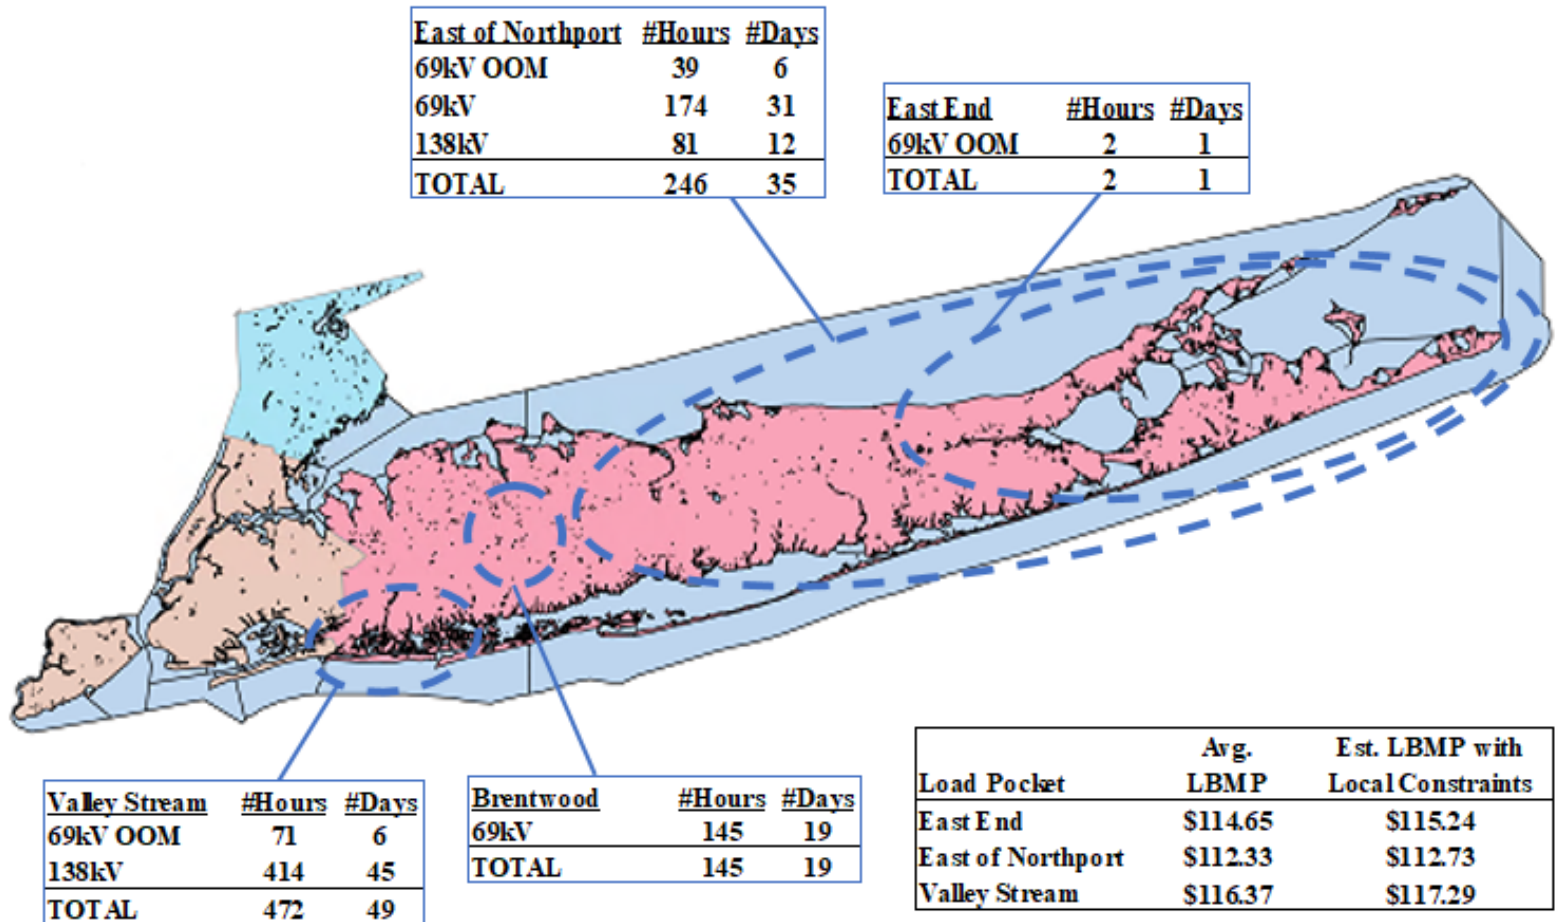 East of Northport #Hours #Days
69kV OOM 39 6
69kV 174 31
138kV 81 12
TOTAL 246 35
East End #Hours #Days
69kV OOM 2 1
TOTAL 2 1
Valley Stream #Hours #Days
69kV OOM 71 6
138kV 414 45
TOTAL 472 49
Brentwood #Hours #Days
69kV 145 19
TOTAL 145 19
Avg. Est. LBMP with
Load Pocket LBMP Local Constraints
East End $114.65 $115.24
East of Northport $112.33 $112.73
Valley Stream $116.37 $117.29